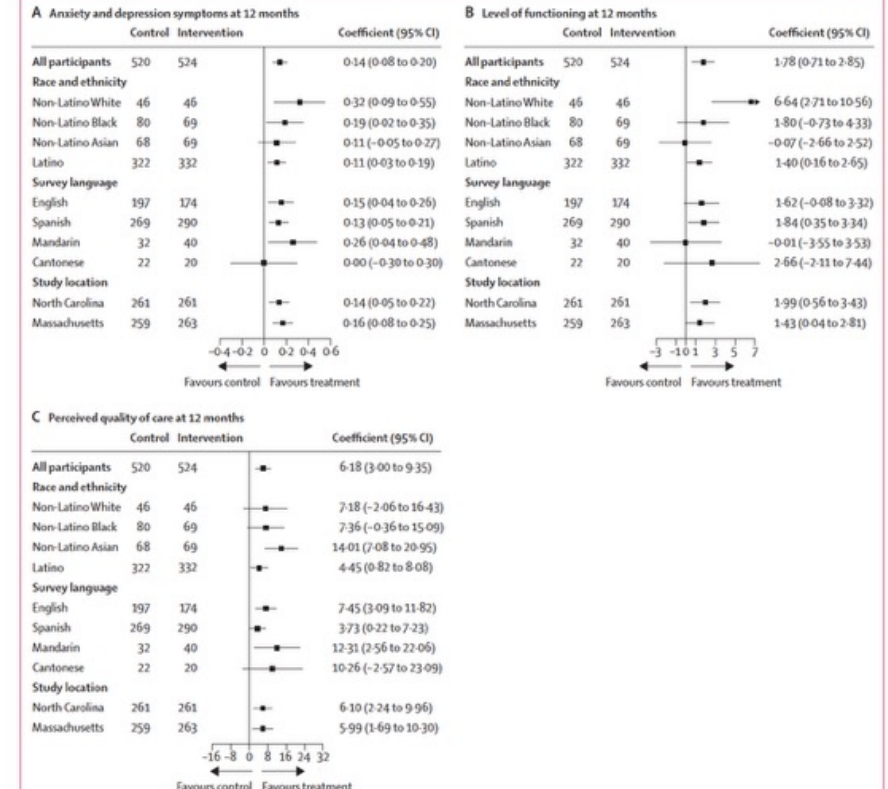 A Anxiety and depression symptoms at 12 months
Control Intervention Coefficient (95% CI)
All participants 520 524 0·14 (0·08 to 0·20)
Race and ethnicity
Non-Latino White 46 46 0·32 (0·09 to 0·55)
Non-Latino Black 80 69 0·19 (0·02 to 0·35)
Non-Latino Asian 68 69 0·11 (−0·05 to 0·27)
Latino 322 332 0·11 (0·03 to 0·19)
Survey language
English 197 174 0·15 (0·04 to 0·26)
Spanish 269 290 0·13 (0·05 to 0·21)
Mandarin 32 40 0·26 (0·04 to 0·48)
Cantonese 22 20 0·00 (−0·30 to 0·30)
Study location
North Carolina 261 261 0·14 (0·05 to 0·22)
Massachusetts 259 263 0·16 (0·08 to 0·25)
−0·4 −0·2 0 0·2 0·4 0·6
Favours control Favours treatment
B Level of functioning at 12 months
Control Intervention Coefficient (95% CI)
All participants 520 524 1·78 (0·71 to 2·85)
Race and ethnicity
Non-Latino White 46 46 6·64 (2·71 to 10·56)
Non-Latino Black 80 69 1·80 (−0·73 to 4·33)
Non-Latino Asian 68 69 −0·07 (−2·66 to 2·52)
Latino 322 332 1·40 (0·16 to 2·65)
Survey language
English 197 174 1·62 (−0·08 to 3·32)
Spanish 269 290 1·84 (0·35 to 3·34)
Mandarin 32 40 −0·01 (−3·55 to 3·53)
Cantonese 22 20 2·66 (−2·11 to 7·44)
Study location
North Carolina 261 261 1·99 (0·56 to 3·43)
Massachusetts 259 263 1·43 (0·04 to 2·81)
−3 −1 0 1 3 5 7
Favours control Favours treatment
C Perceived quality of care at 12 months
Control Intervention Coefficient (95% CI)
All participants 520 524 6·18 (3·00 to 9·35)
Race and ethnicity
Non-Latino White 46 46 7·18 (−2·06 to 16·43)
Non-Latino Black 80 69 7·36 (−0·36 to 15·09)
Non-Latino Asian 68 69 14·01 (7·08 to 20·95)
Latino 322 332 4·45 (0·82 to 8·08)
Survey language
English 197 174 7·45 (3·09 to 11·82)
Spanish 269 290 3·73 (0·22 to 7·23)
Mandarin 32 40 12·31 (2·56 to 22·06)
Cantonese 22 20 10·26 (−2·57 to 23·09)
Study location
North Carolina 261 261 6·10 (2·24 to 9·96)
Massachusetts 259 263 5·99 (1·69 to 10·30)
−16 −8 0 8 16 24 32
Favours control Favours treatment